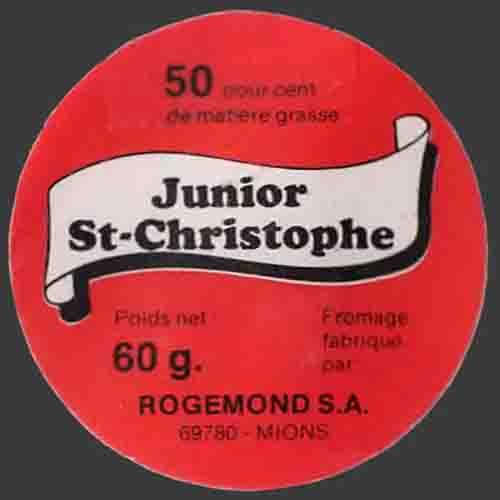 50 pour cent
de matière grasse
Junior
St-Christophe
Poids net
60 g.
Fromage
fabriqué
par
ROGEMOND S.A.
69780 - MIONS